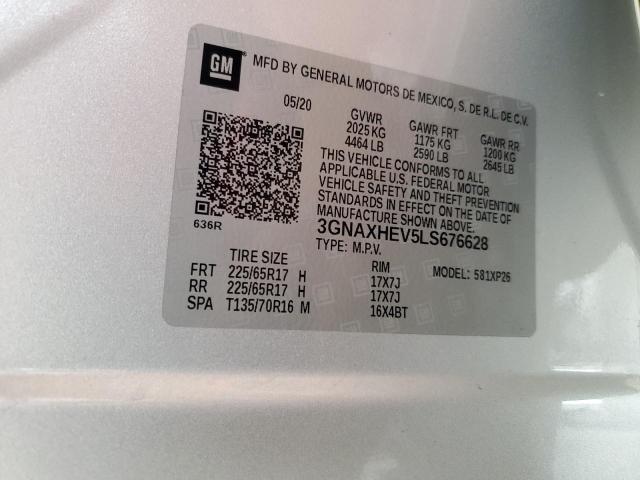 GM
MFD BY GENERAL MOTORS DE MEXICO, S. DE R.L. DE C.V.
05/20
GVWR GAWR FRT GAWR RR
2025 KG 1175 KG 1200 KG
4464 LB 2590 LB 2645 LB
THIS VEHICLE CONFORMS TO ALL
APPLICABLE U.S. FEDERAL MOTOR
VEHICLE SAFETY AND THEFT PREVENTION
STANDARDS IN EFFECT ON THE DATE OF
MANUFACTURE SHOWN ABOVE.
636R
3GNAXHEV5LS676628
TYPE: M.P.V.
MODEL: 581XP26
TIRE SIZE RIM
FRT 225/65R17 H 17X7J
RR 225/65R17 H 17X7J
SPA T135/70R16 M 16X4BT